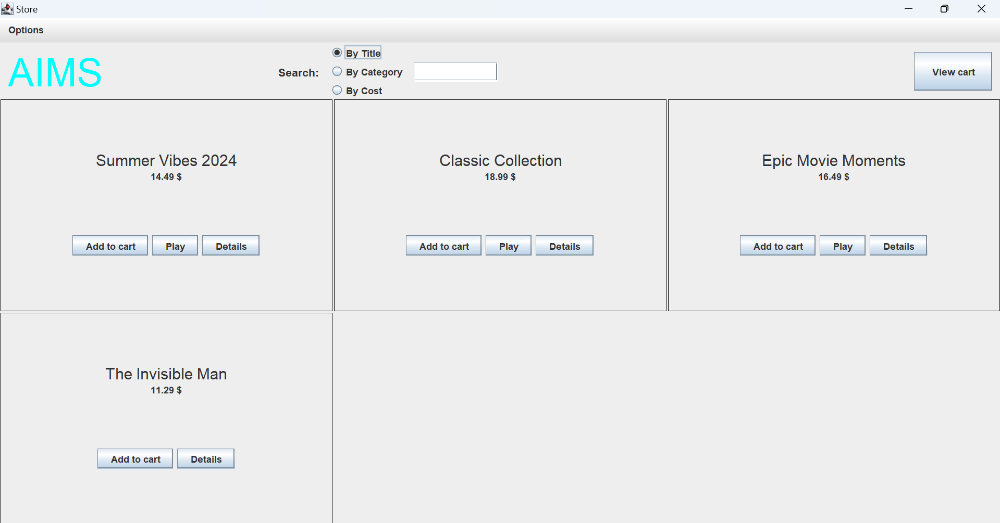 Store
Options
AIMS
Search:
By Title
By Category
By Cost
View cart
Summer Vibes 2024
14.49 $
Add to cart Play Details
Classic Collection
18.99 $
Add to cart Play Details
Epic Movie Moments
16.49 $
Add to cart Play Details
The Invisible Man
11.29 $
Add to cart Details